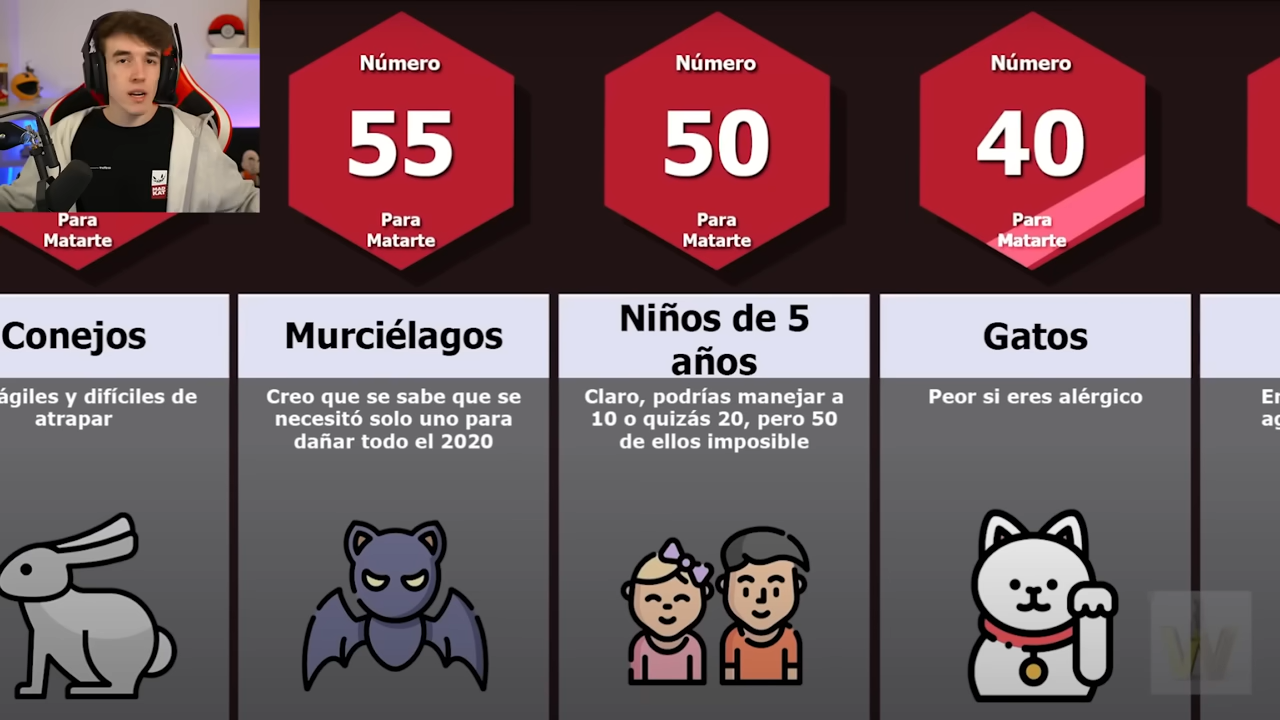 Para
Matarte
Conejos
ágiles y difíciles de
atrapar
Número
55
Para
Matarte
Murciélagos
Creo que se sabe que se
necesitó solo uno para
dañar todo el 2020
Número
50
Para
Matarte
Niños de 5
años
Claro, podrías manejar a
10 o quizás 20, pero 50
de ellos imposible
Número
40
Para
Matarte
Gatos
Peor si eres alérgico
MAD
KAT
W